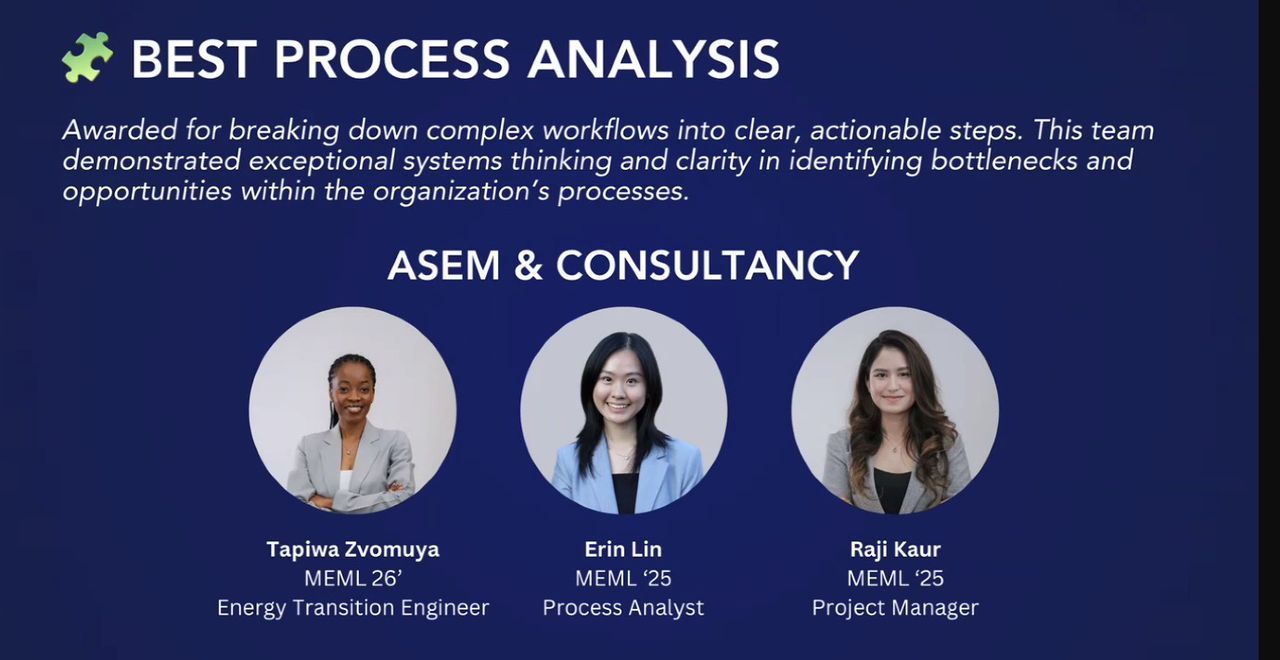 BEST PROCESS ANALYSIS
Awarded for breaking down complex workflows into clear, actionable steps. This team
demonstrated exceptional systems thinking and clarity in identifying bottlenecks and
opportunities within the organization’s processes.
ASEM & CONSULTANCY
Tapiwa Zvomuya
MEML 26’
Energy Transition Engineer
Erin Lin
MEML ‘25
Process Analyst
Raji Kaur
MEML ‘25
Project Manager